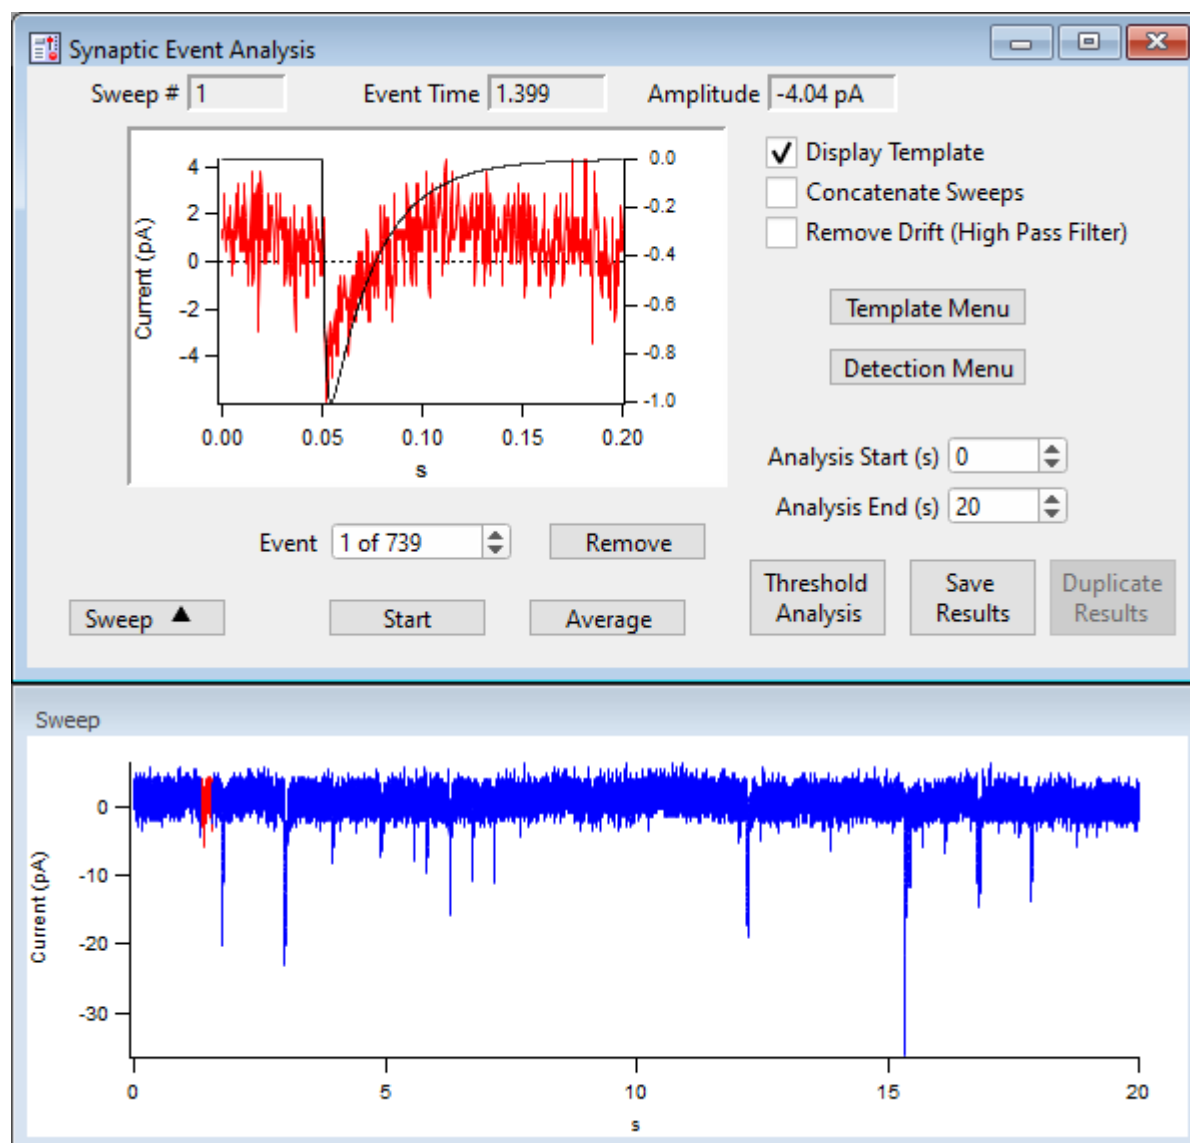 Synaptic Event Analysis
Sweep # 1 Event Time 1.399 Amplitude -4.04 pA
Display Template
Concatenate Sweeps
Remove Drift (High Pass Filter)
Current (pA)
4
2
0
-2
-4
0.0
-0.2
-0.4
-0.6
-0.8
-1.0
0.00 0.05 0.10 0.15 0.20
s
Template Menu
Detection Menu
Analysis Start (s) 0
Analysis End (s) 20
Event 1 of 739 Remove
Sweep ▲ Start Average
Threshold
Analysis
Save
Results
Duplicate
Results
Sweep
Current (pA)
0
-10
-20
-30
0 5 10 15 20
s